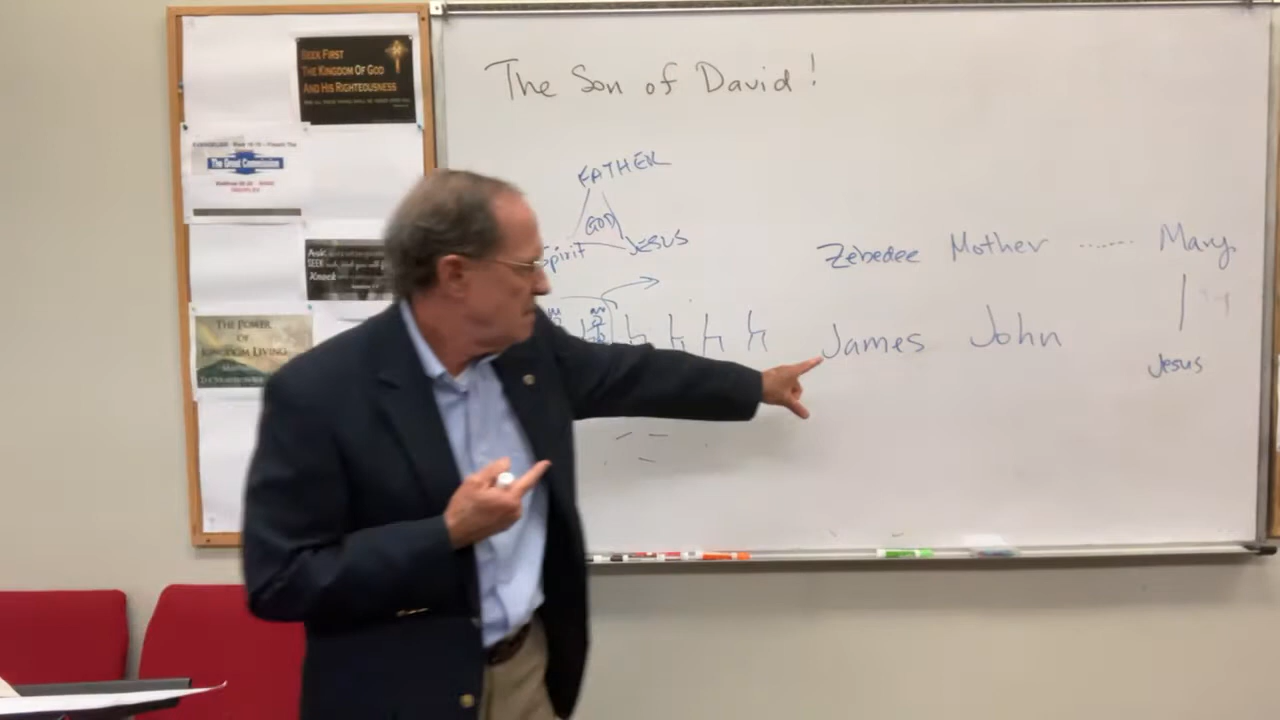 SEEK FIRST
THE KINGDOM OF GOD
AND HIS RIGHTEOUSNESS
The Great Commission
Ask
SEEK
Knock
THE POWER
OF
KINGDOM LIVING
The Son of David!
FATHER
GOD
Spirit
JESUS
Zebedee Mother ...... Mary
James John
Jesus